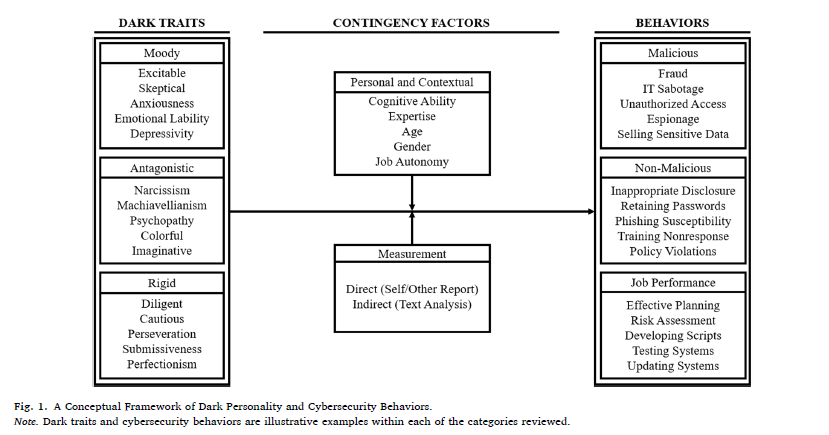 DARK TRAITS
Moody
Excitable
Skeptical
Anxiousness
Emotional Lability
Depressivity
Antagonistic
Narcissism
Machiavellianism
Psychopathy
Colorful
Imaginative
Rigid
Diligent
Cautious
Perseveration
Submissiveness
Perfectionism
CONTINGENCY FACTORS
Personal and Contextual
Cognitive Ability
Expertise
Age
Gender
Job Autonomy
Measurement
Direct (Self/Other Report)
Indirect (Text Analysis)
BEHAVIORS
Malicious
Fraud
IT Sabotage
Unauthorized Access
Espionage
Selling Sensitive Data
Non-Malicious
Inappropriate Disclosure
Retaining Passwords
Phishing Susceptibility
Training Nonresponse
Policy Violations
Job Performance
Effective Planning
Risk Assessment
Developing Scripts
Testing Systems
Updating Systems
Fig. 1. A Conceptual Framework of Dark Personality and Cybersecurity Behaviors.
Note. Dark traits and cybersecurity behaviors are illustrative examples within each of the categories reviewed.